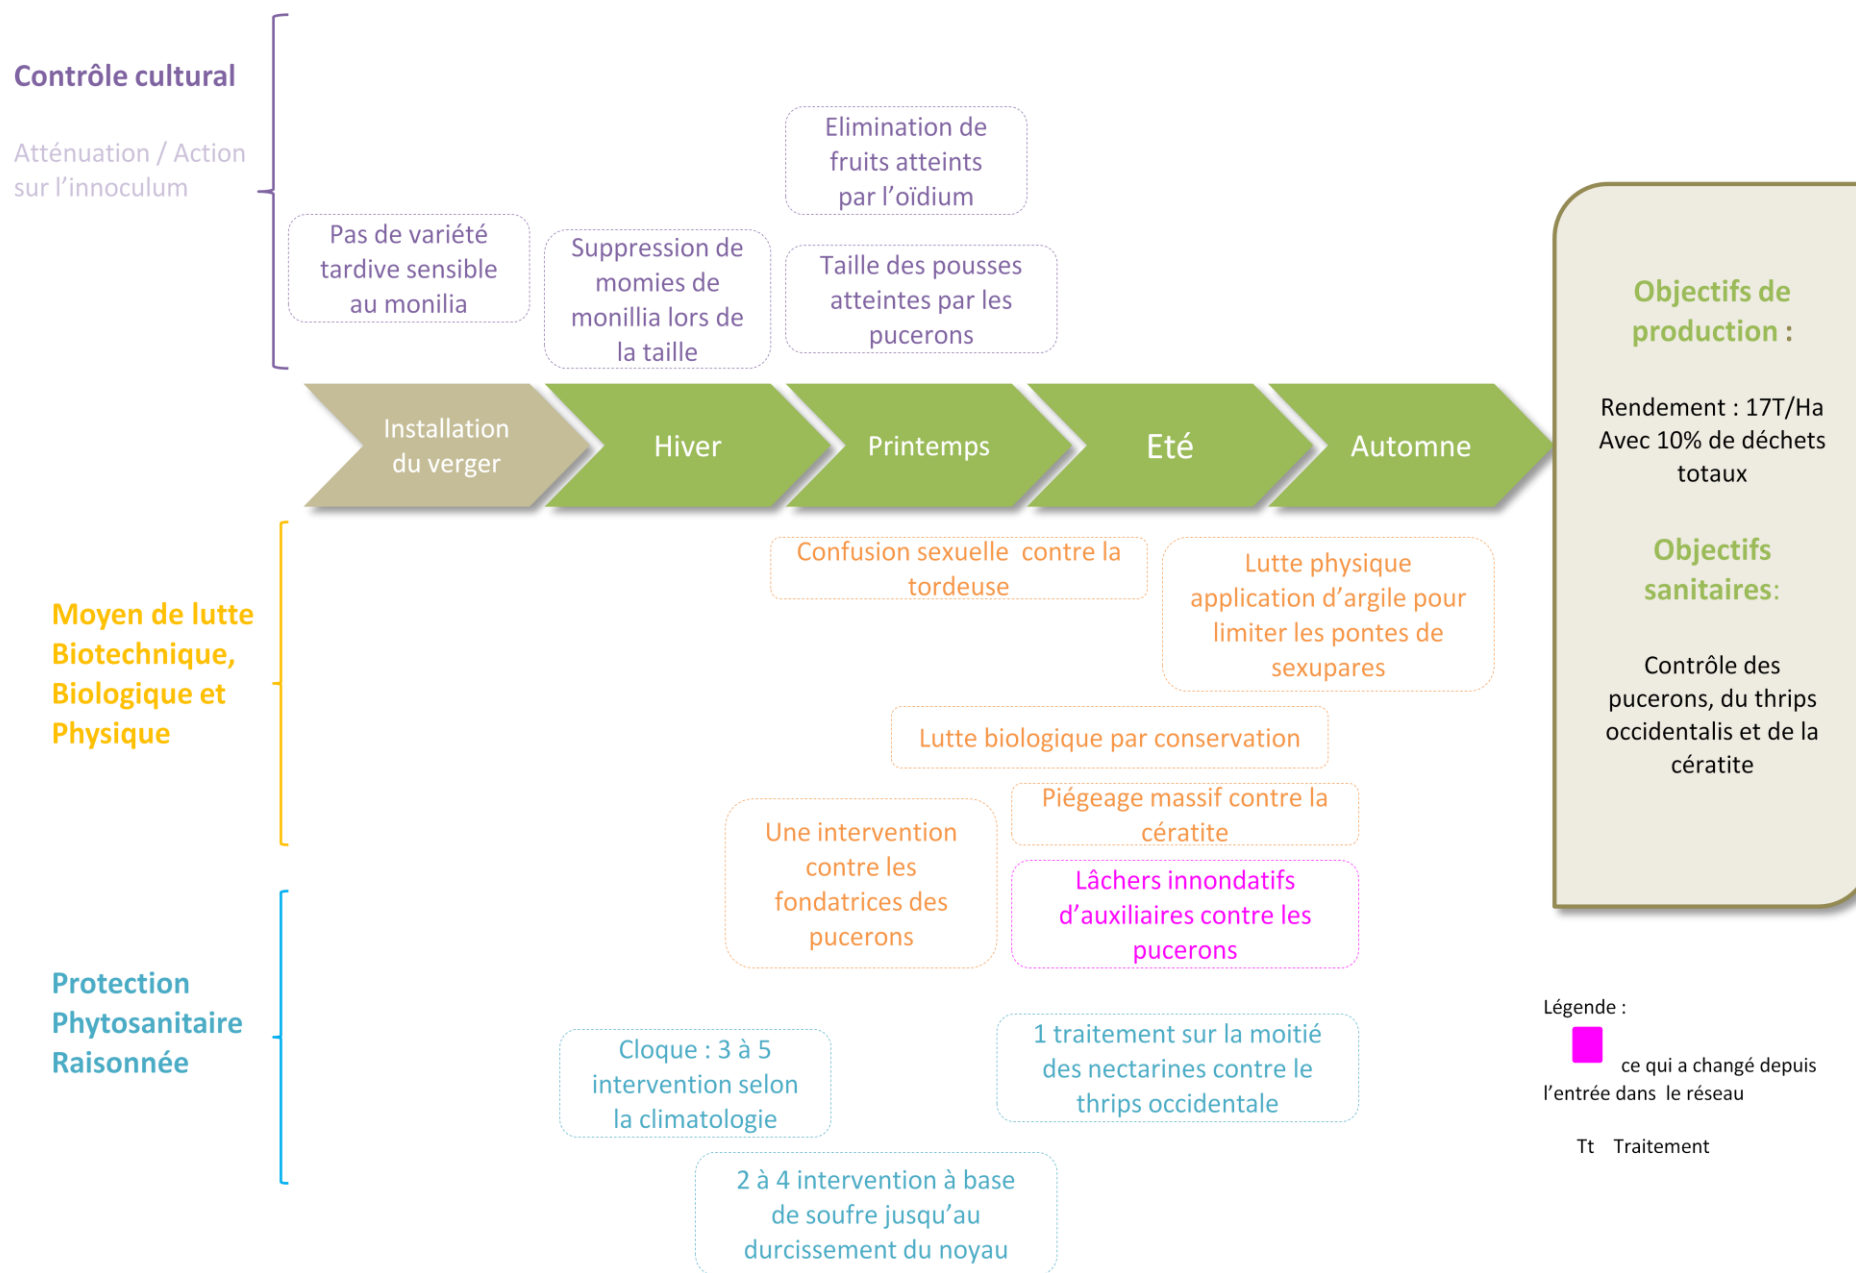 Contrôle cultural
Atténuation / Action
sur l'innoculum
Elimination de
fruits atteints
par l'oïdium
Pas de variété
tardive sensible
au monilia
Suppression de
momies de
monillia lors de
la taille
Taille des pousses
atteintes par les
pucerons
Installation
du verger
Hiver
Printemps
Eté
Automne
Objectifs de
production :
Rendement : 17T/Ha
Avec 10% de déchets
totaux
Objectifs
sanitaires:
Contrôle des
pucerons, du thrips
occidentalis et de la
cératite
Moyen de lutte
Biotechnique,
Biologique et
Physique
Confusion sexuelle contre la
tordeuse
Lutte physique
application d'argile pour
limiter les pontes de
sexupares
Lutte biologique par conservation
Piégeage massif contre la
cératite
Une intervention
contre les
fondatrices des
pucerons
Lâchers innondatifs
d'auxiliaires contre les
pucerons
Protection
Phytosanitaire
Raisonnée
Cloque : 3 à 5
intervention selon
la climatologie
1 traitement sur la moitié
des nectarines contre le
thrips occidentale
2 à 4 intervention à base
de soufre jusqu'au
durcissement du noyau
Légende :
ce qui a changé depuis
l'entrée dans le réseau
Tt Traitement